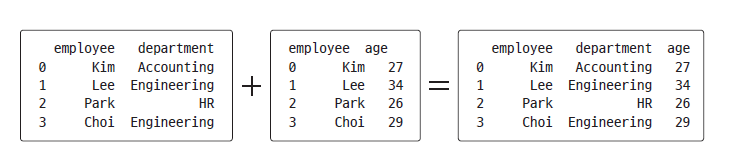 employee department
0 Kim Accounting
1 Lee Engineering
2 Park HR
3 Choi Engineering
+
employee age
0 Kim 27
1 Lee 34
2 Park 26
3 Choi 29
=
employee department age
0 Kim Accounting 27
1 Lee Engineering 34
2 Park HR 26
3 Choi Engineering 29